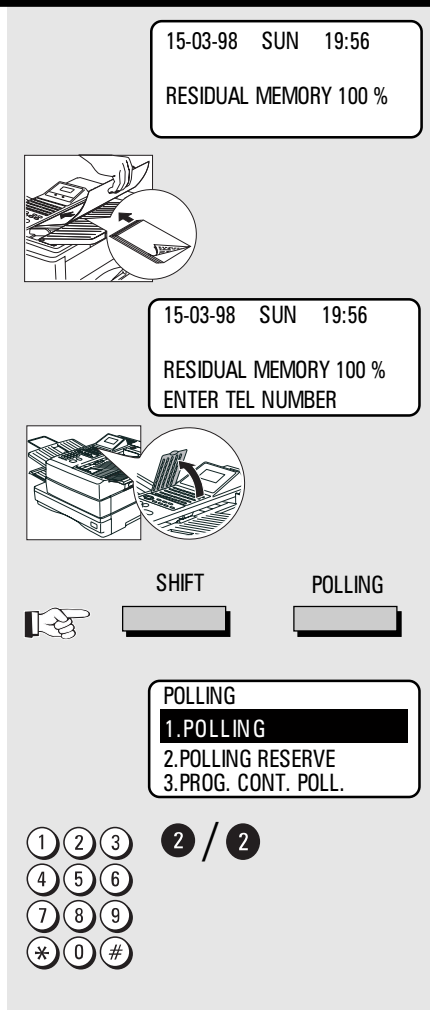 15-03-98 SUN 19:56
RESIDUAL MEMORY 100 %
15-03-98 SUN 19:56
RESIDUAL MEMORY 100 %
ENTER TEL NUMBER
SHIFT POLLING
POLLING
1.POLLING
2.POLLING RESERVE
3.PROG. CONT. POLL.
1 2 3 2 / 2
4 5 6
7 8 9
* 0 #